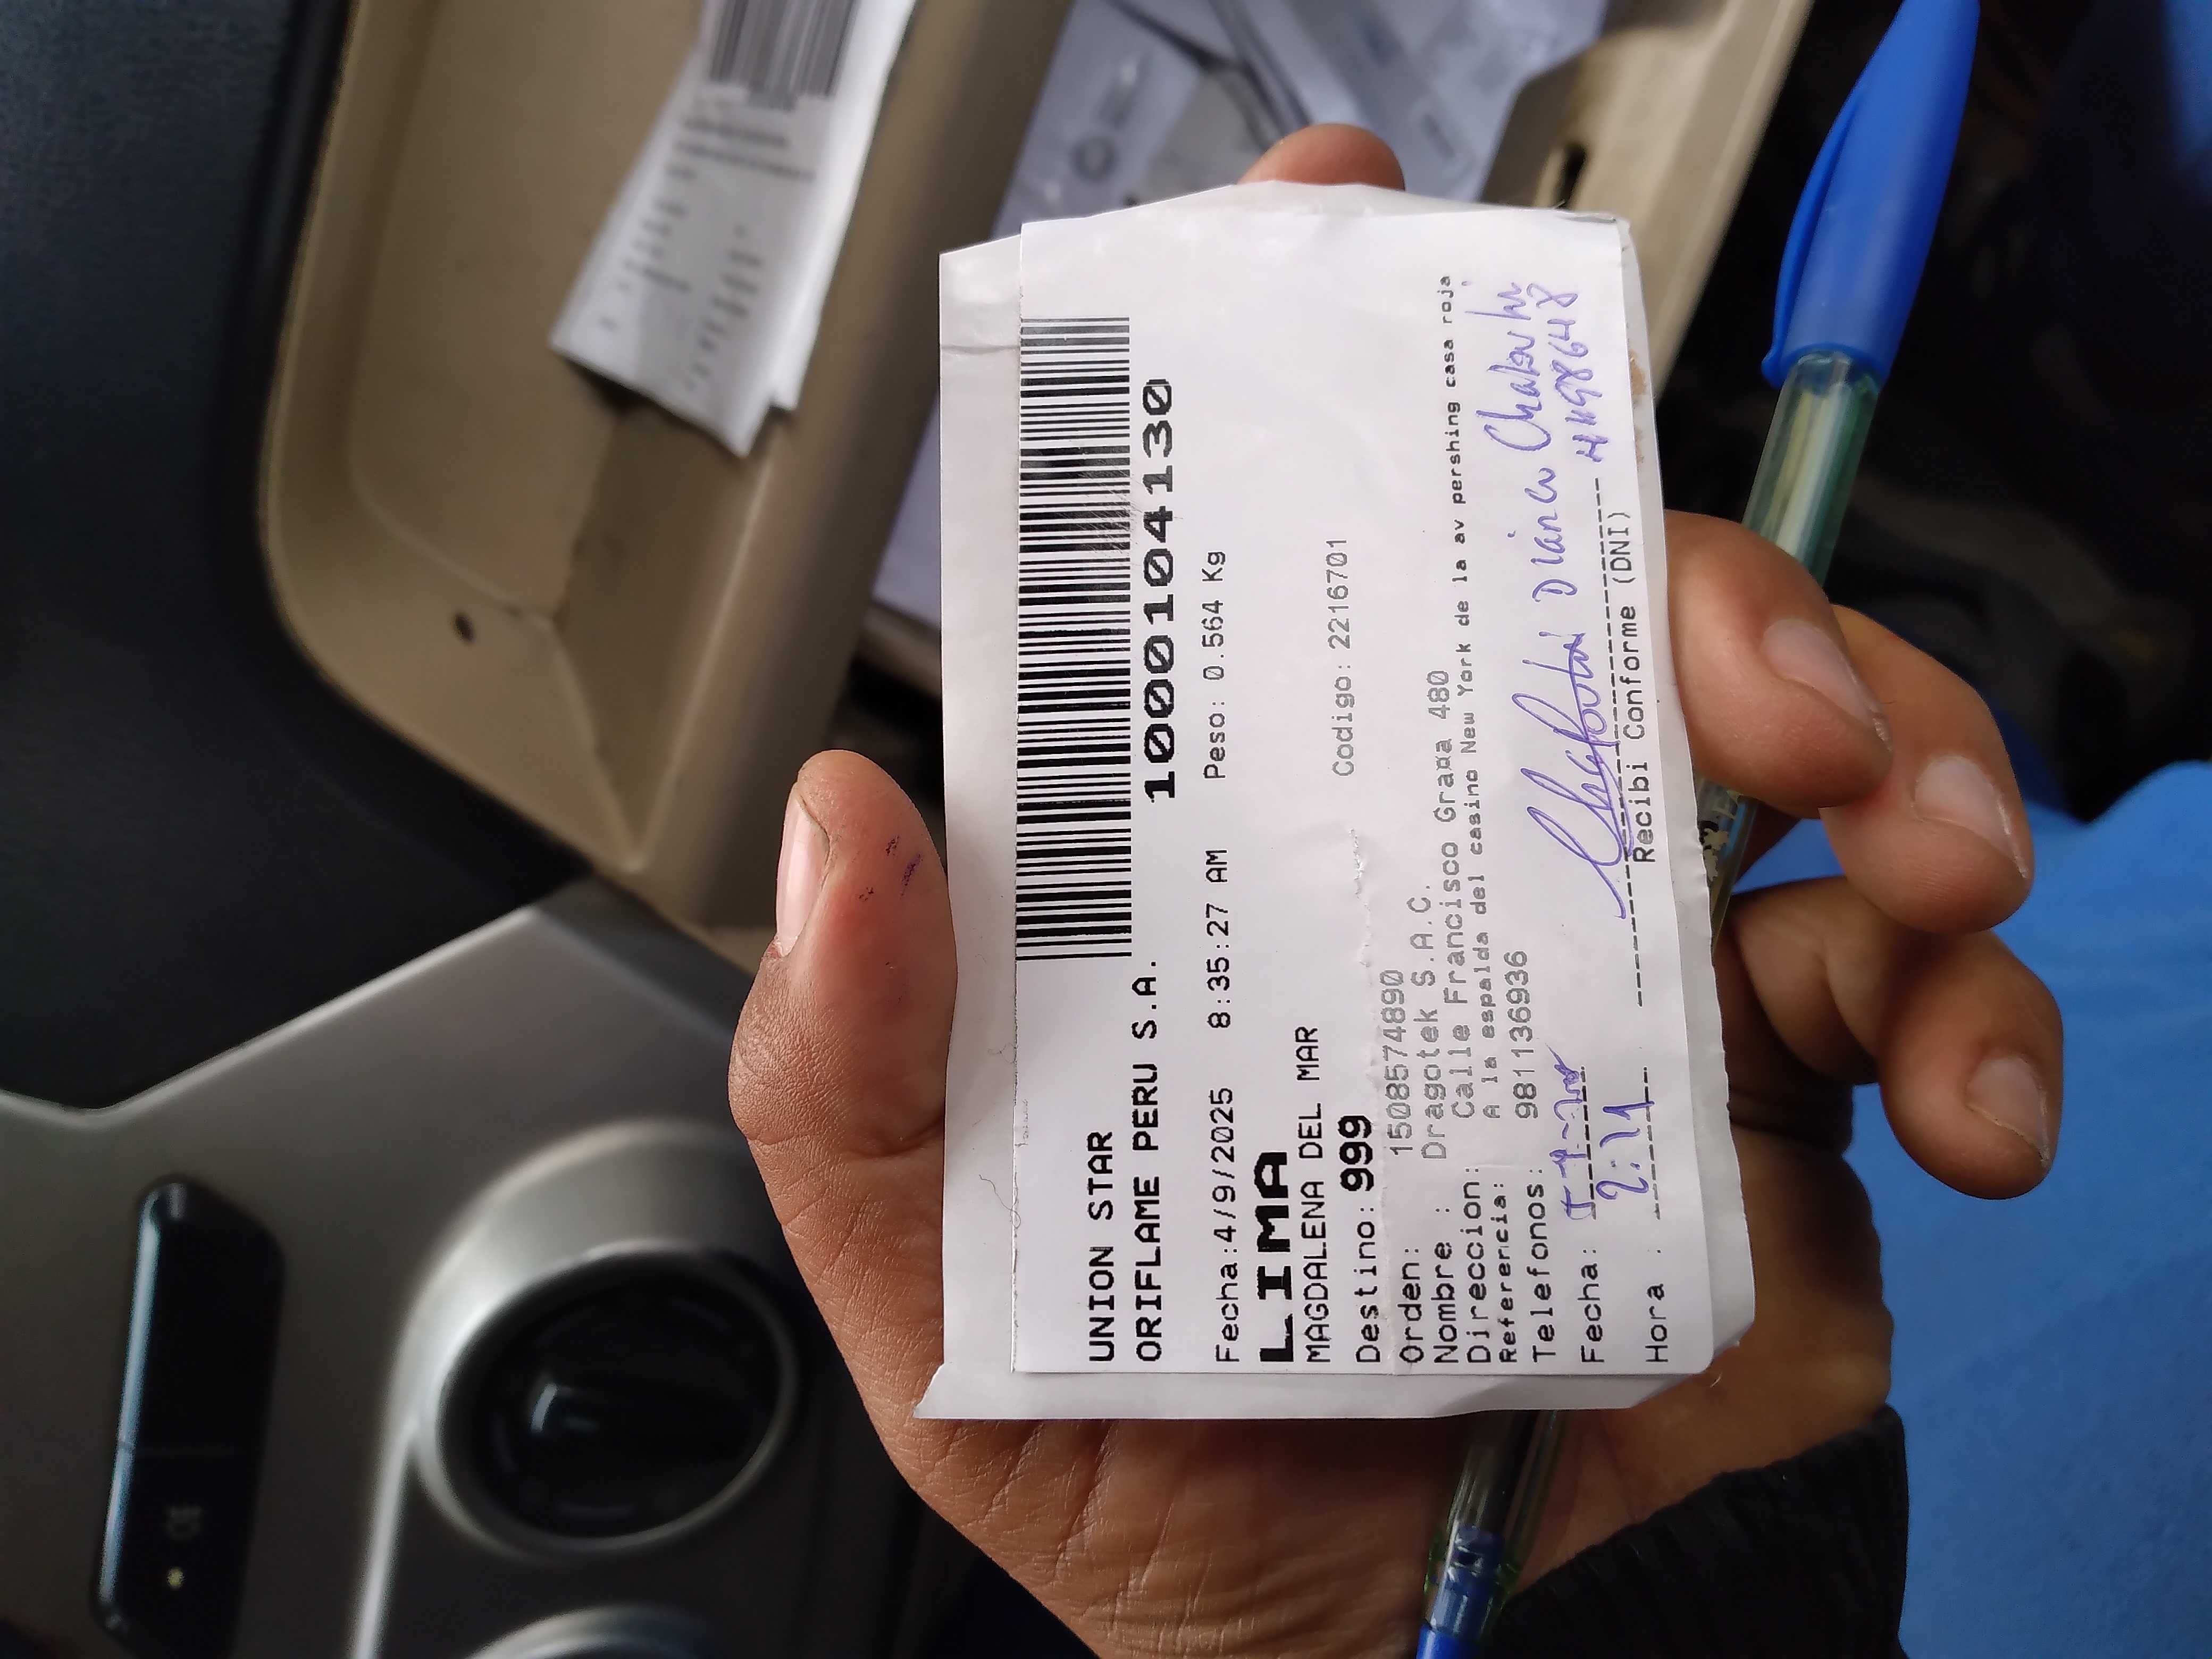 1000104130
UNION STAR
ORIFLAME PERU S.A.
Fecha:4/9/2025 8:35:27 AM Peso: 0.564 Kg
LIMA
MAGDALENA DEL MAR
Destino: 999 Codigo: 2216701
Orden: 1508574890
Nombre : Dragotek S.A.C.
Direccion: Calle Francisco Graña 480
Referencia: A la espalda del casino New York de la av pershing casa roja
Telefonos: 981136936
Fecha:
Diana
Hora : 2:11
Recibi Conforme (DNI)